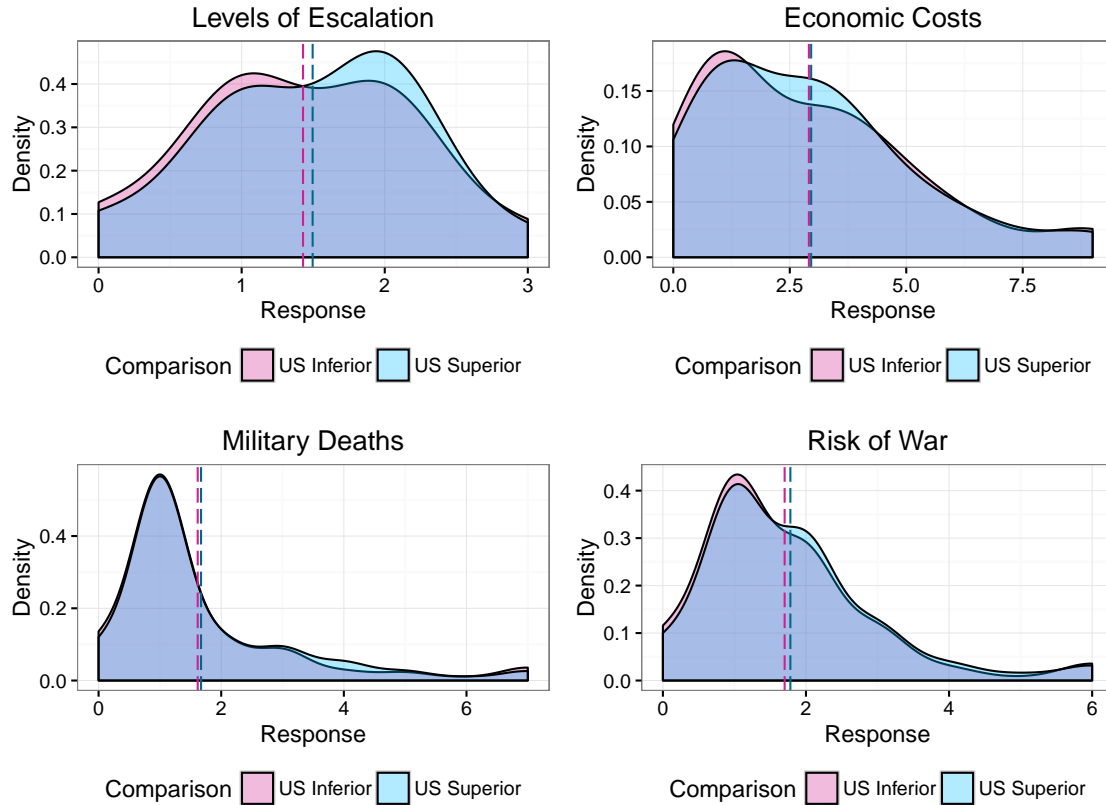 Levels of Escalation
Density
0.4
0.3
0.2
0.1
0.0
0
1
2
3
Response
Comparison US Inferior US Superior
Economic Costs
Density
0.15
0.10
0.05
0.00
0.0
2.5
5.0
7.5
Response
Comparison US Inferior US Superior
Military Deaths
Density
0.4
0.2
0.0
0
2
4
6
Response
Comparison US Inferior US Superior
Risk of War
Density
0.4
0.3
0.2
0.1
0.0
0
2
4
6
Response
Comparison US Inferior US Superior